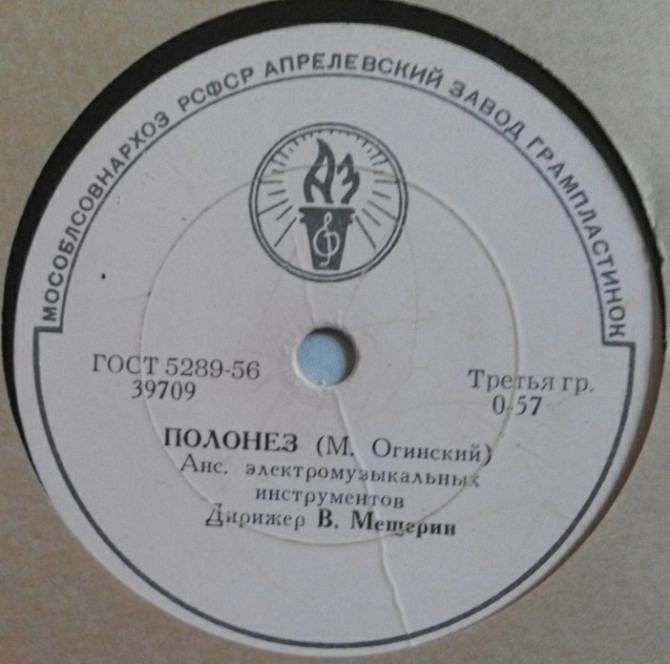 МОСОБЛСОВНАРХОЗ РСФСР АПРЕЛЕВСКИЙ ЗАВОД ГРАМПЛАСТИНОК
АЗ
ГОСТ 5289-56
39709
Третья гр.
0-57
ПОЛОНЕЗ (М. Огинский)
Анс. электромузыкальных
инструментов
Дирижер В. Мещерин